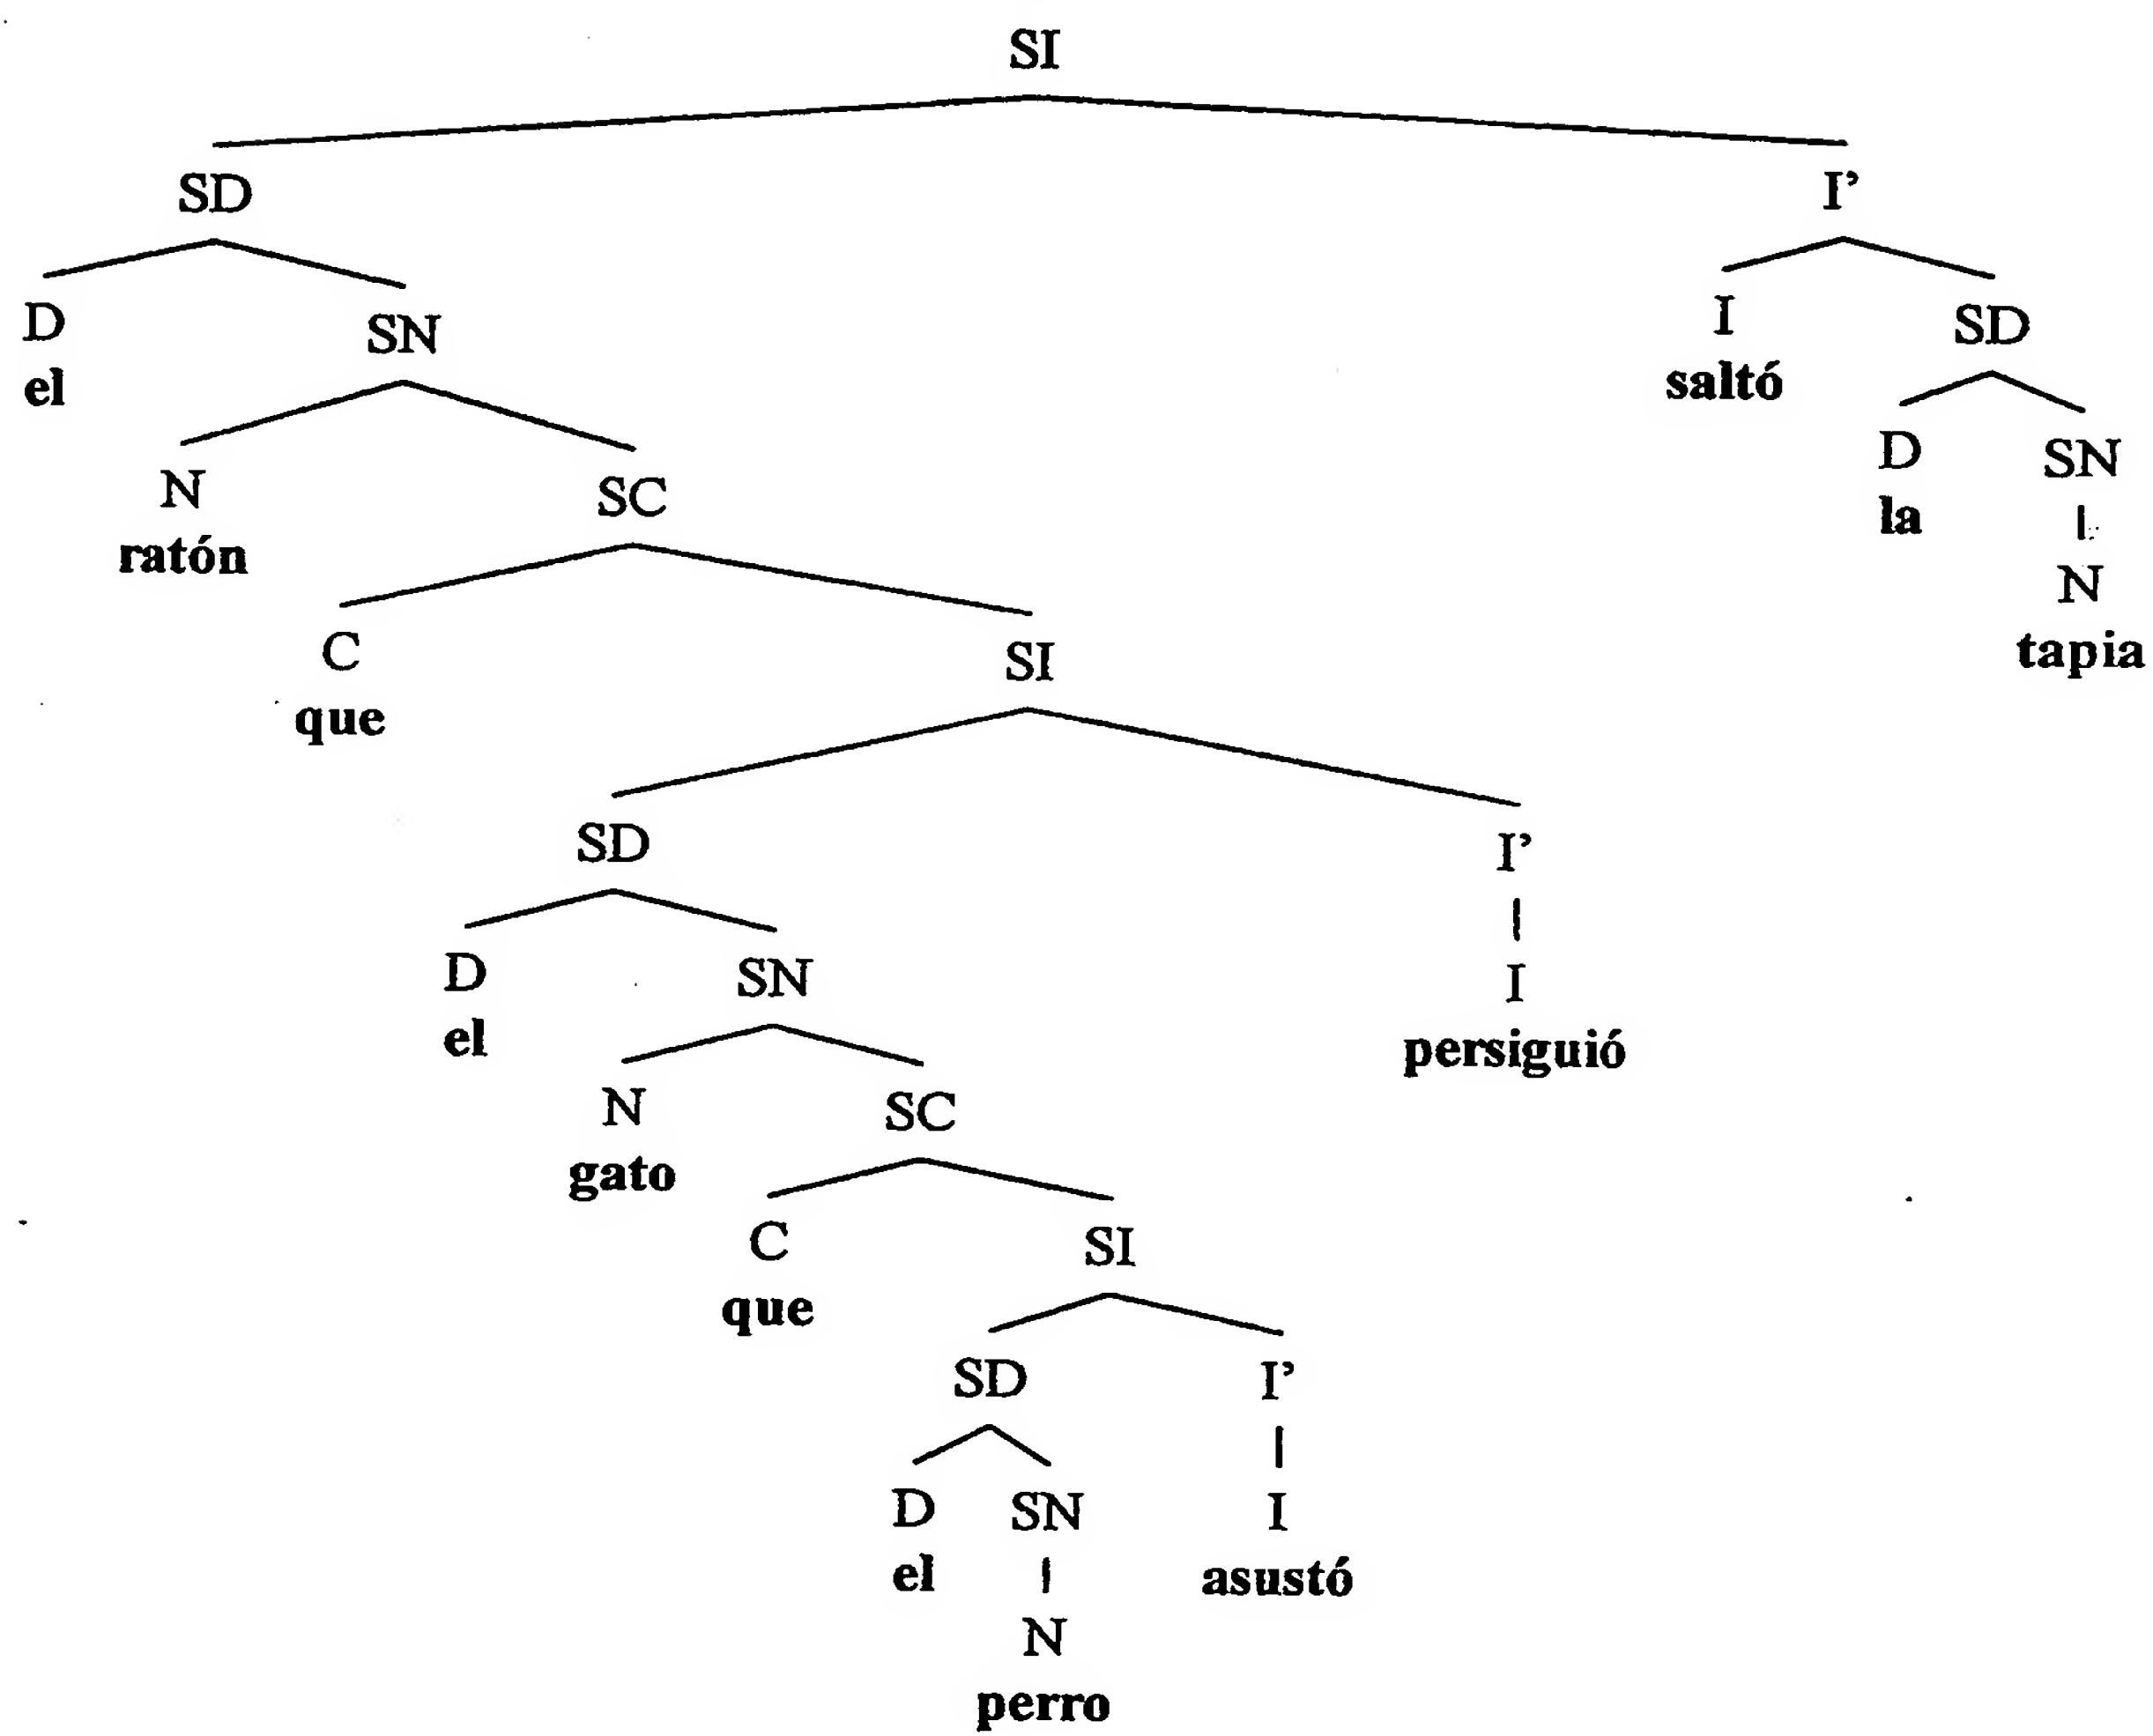 SI
SD I’
D SN I SD
el saltó
N SC D SN
ratón la
N
C SI tapia
que
SD I’
D SN I
el persiguió
N SC
gato
C SI
que
SD I’
D SN I
el asustó
N
perro